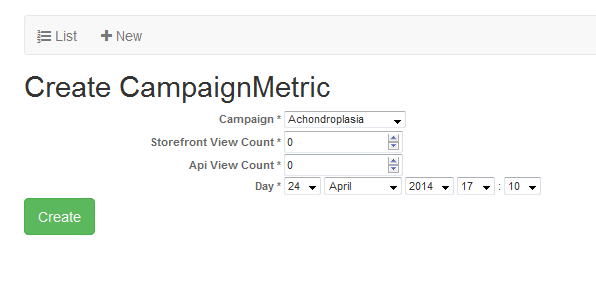 List New
Create CampaignMetric
Campaign * Achondroplasia
Storefront View Count * 0
Api View Count * 0
Day * 24 April 2014 17 : 10
Create